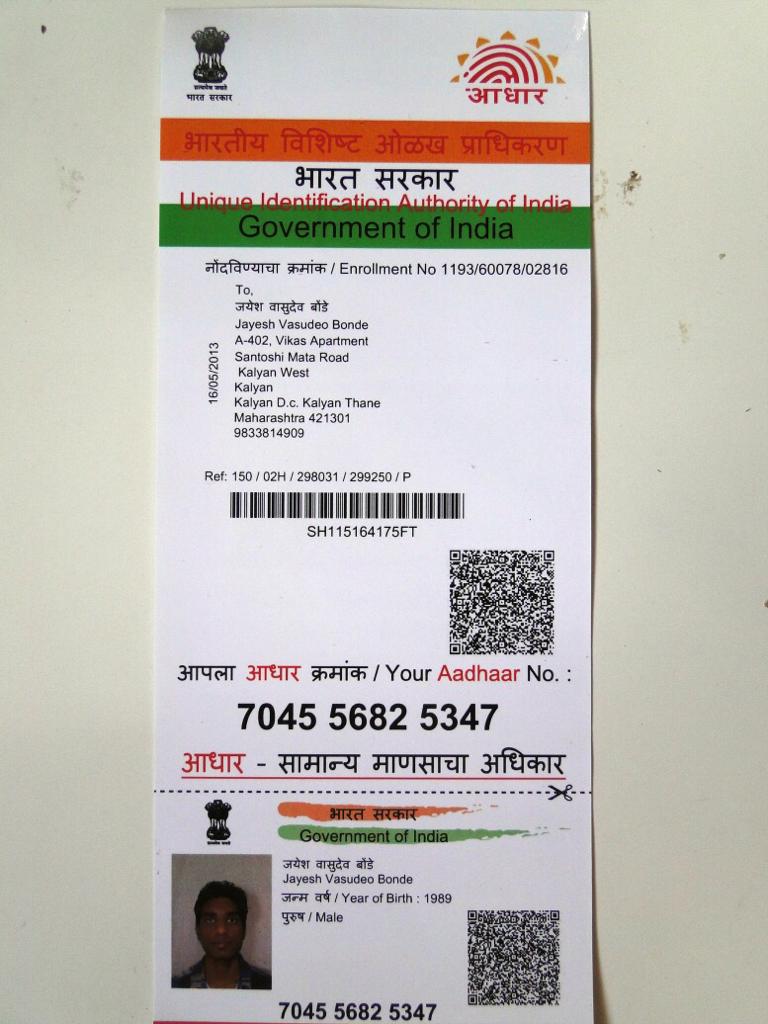 सत्यमेव जयते
भारत सरकार
आधार
भारतीय विशिष्ट ओळख प्राधिकरण
भारत सरकार
Unique Identification Authority of India
Government of India
नोंदविण्याचा क्रमांक / Enrollment No 1193/60078/02816
To,
जयेश वासुदेव बोंडे
Jayesh Vasudeo Bonde
A-402, Vikas Apartment
Santoshi Mata Road
Kalyan West
Kalyan
Kalyan D.c. Kalyan Thane
Maharashtra 421301
9833814909
16/05/2013
Ref: 150 / 02H / 298031 / 299250 / P
SH115164175FT
आपला आधार क्रमांक / Your Aadhaar No. :
7045 5682 5347
आधार - सामान्य माणसाचा अधिकार
भारत सरकार
Government of India
जयेश वासुदेव बोंडे
Jayesh Vasudeo Bonde
जन्म वर्ष / Year of Birth : 1989
पुरुष / Male
7045 5682 5347